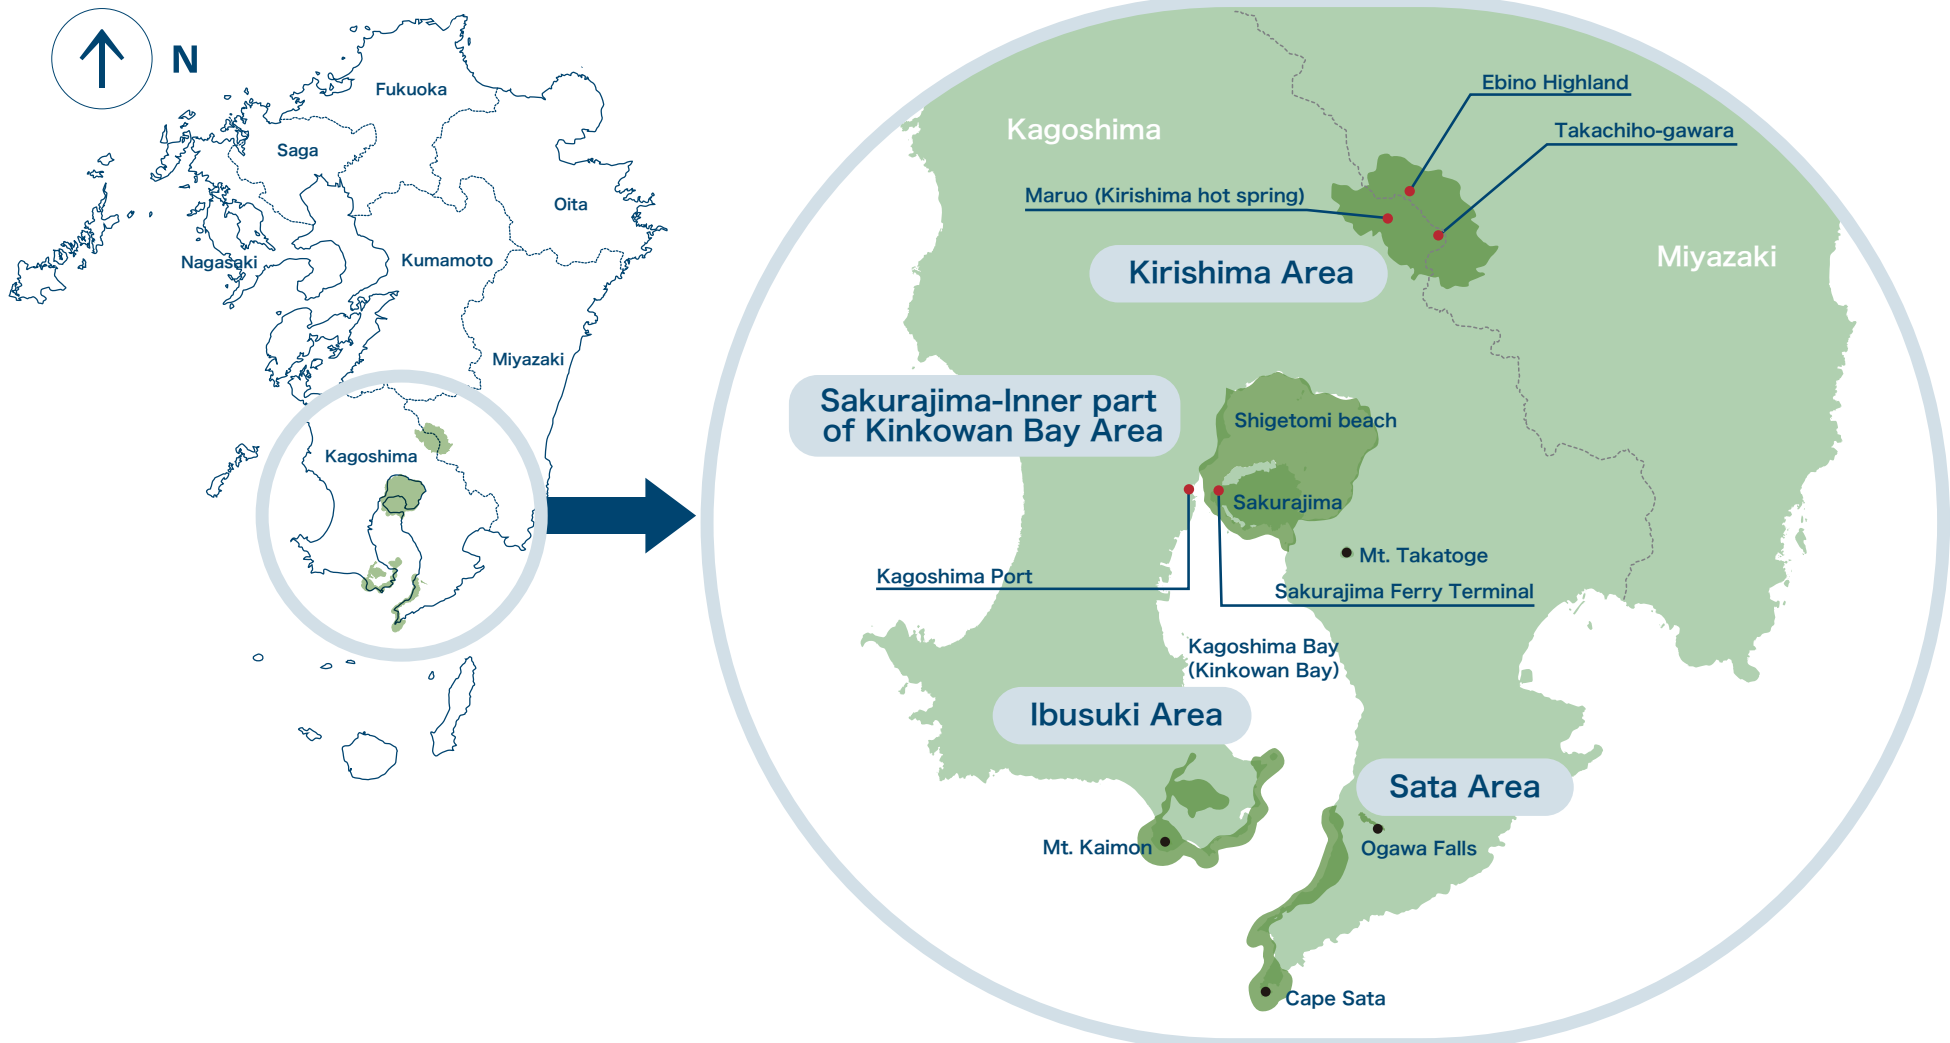 N
Fukuoka
Saga
Oita
Nagasaki
Kumamoto
Miyazaki
Kagoshima
Kagoshima
Ebino Highland
Takachiho-gawara
Maruo (Kirishima hot spring)
Miyazaki
Kirishima Area
Sakurajima-Inner part
of Kinkowan Bay Area
Shigetomi beach
Sakurajima
Mt. Takatoge
Kagoshima Port
Sakurajima Ferry Terminal
Kagoshima Bay
(Kinkowan Bay)
Ibusuki Area
Sata Area
Mt. Kaimon
Ogawa Falls
Cape Sata